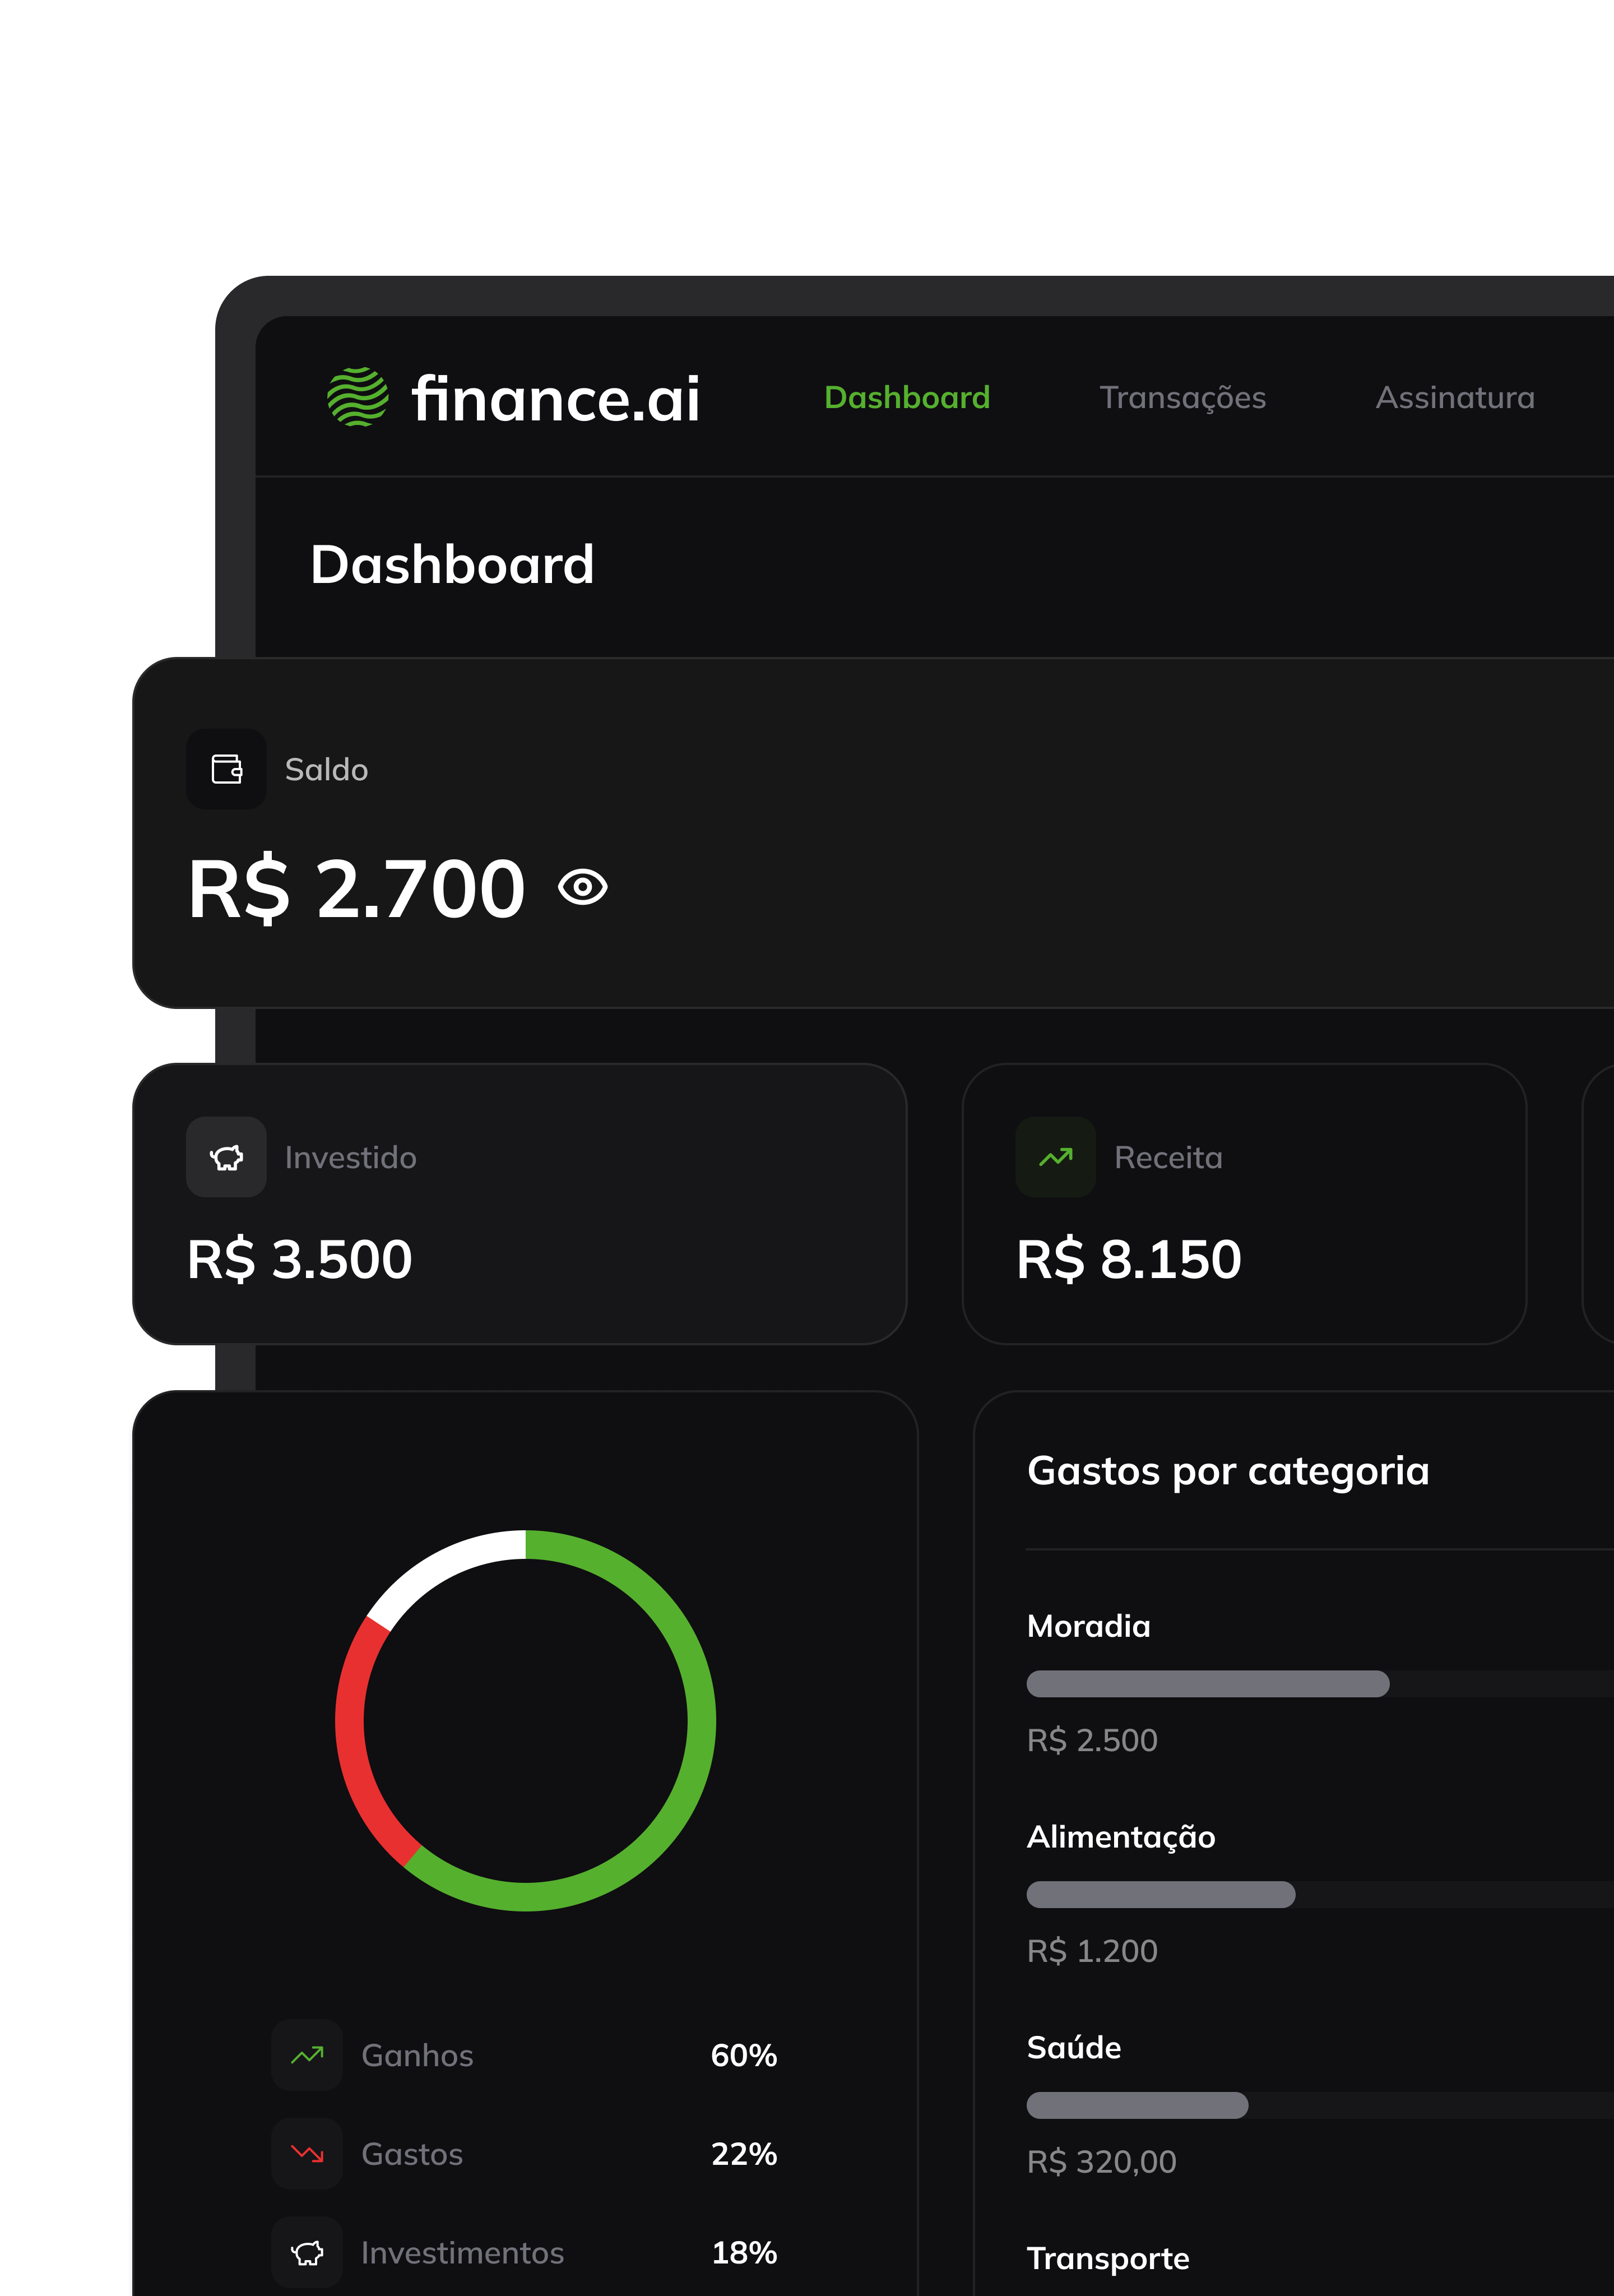 finance.ai
Dashboard
Transações
Assinatura
Dashboard
Saldo
R$ 2.700
Investido
R$ 3.500
Receita
R$ 8.150
Ganhos 60%
Gastos 22%
Investimentos 18%
Gastos por categoria
Moradia
R$ 2.500
Alimentação
R$ 1.200
Saúde
R$ 320,00
Transporte